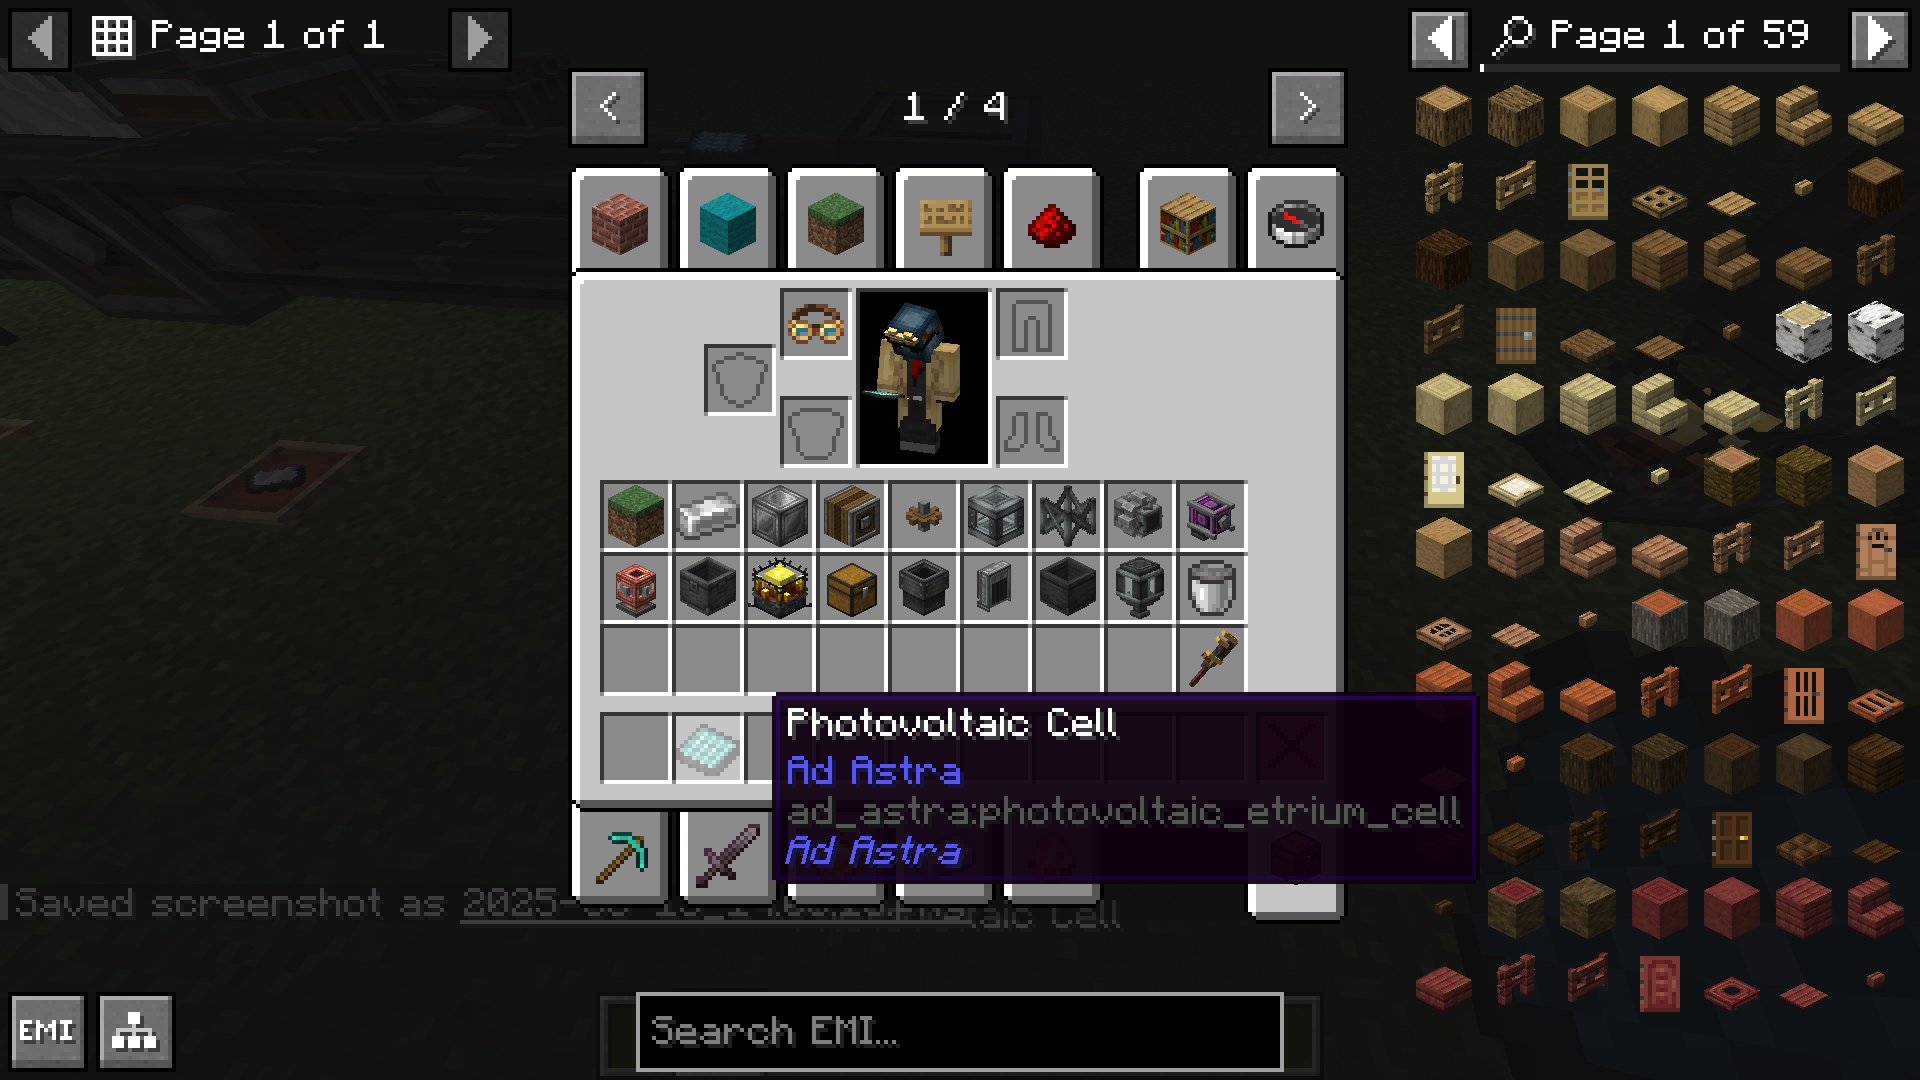 Page 1 of 1
Page 1 of 59
<
1 / 4
>
Photovoltaic Cell
Ad Astra
ad_astra:photovoltaic_etrium_cell
Ad Astra
Saved screenshot as 2025-
Cell
EMI
Search EMI...